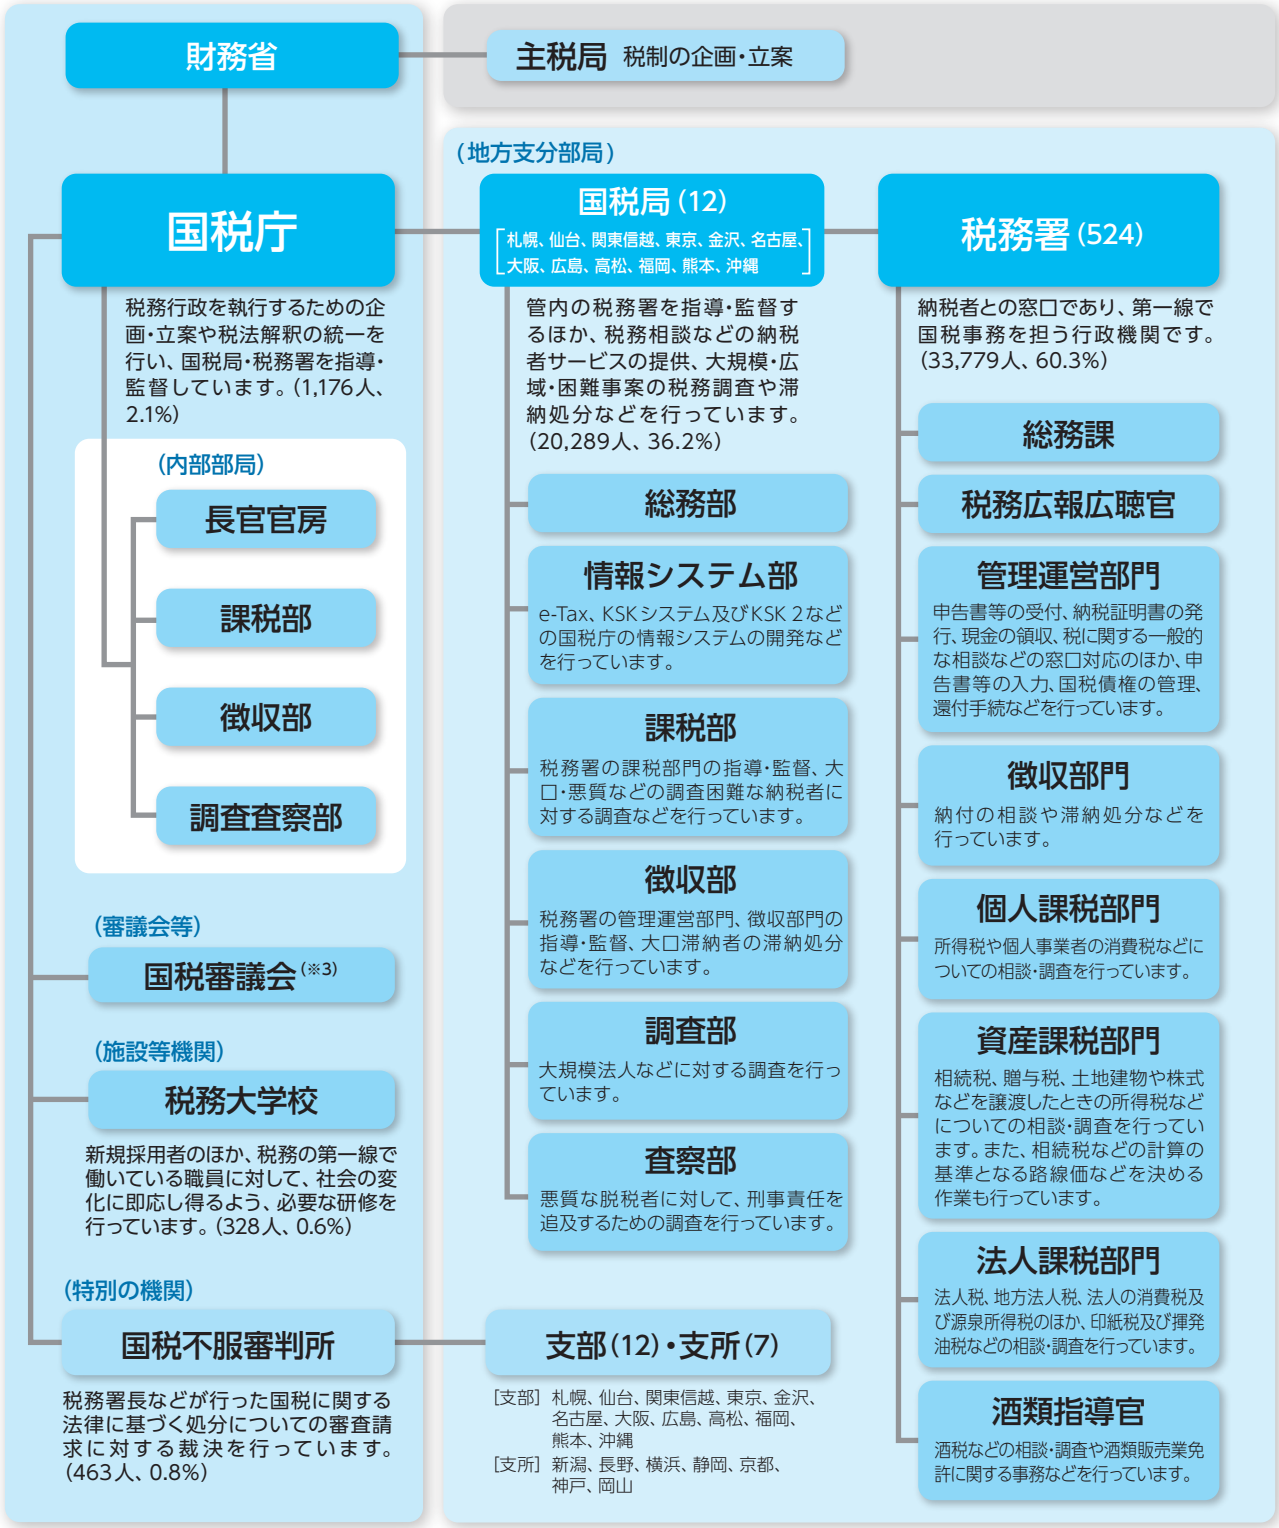 財務省
主税局 税制の企画・立案
国税庁
税務行政を執行するための企
画・立案や税法解釈の統一を
行い、国税局・税務署を指導・
監督しています。(1,176人、
2.1%)
(内部部局)
長官官房
課税部
徴収部
調査査察部
(審議会等)
国税審議会(※3)
(施設等機関)
税務大学校
新規採用者のほか、税務の第一線で
働いている職員に対して、社会の変
化に即応し得るよう、必要な研修を
行っています。(328人、0.6%)
(特別の機関)
国税不服審判所
税務署長などが行った国税に関する
法律に基づく処分についての審査請
求に対する裁決を行っています。
(463人、0.8%)
(地方支分部局)
国税局(12)
[札幌、仙台、関東信越、東京、金沢、名古屋、
大阪、広島、高松、福岡、熊本、沖縄]
管内の税務署を指導・監督す
るほか、税務相談などの納税
者サービスの提供、大規模・広
域・困難事案の税務調査や滞
納処分などを行っています。
(20,289人、36.2%)
総務部
情報システム部
e-Tax、KSKシステム及びKSK 2など
の国税庁の情報システムの開発など
を行っています。
課税部
税務署の課税部門の指導・監督、大
口・悪質などの調査困難な納税者に
対する調査などを行っています。
徴収部
税務署の管理運営部門、徴収部門の
指導・監督、大口滞納者の滞納処分
などを行っています。
調査部
大規模法人などに対する調査を行っ
ています。
査察部
悪質な脱税者に対して、刑事責任を
追及するための調査を行っています。
支部(12)・支所(7)
[支部] 札幌、仙台、関東信越、東京、金沢、
名古屋、大阪、広島、高松、福岡、
熊本、沖縄
[支所] 新潟、長野、横浜、静岡、京都、
神戸、岡山
税務署(524)
納税者との窓口であり、第一線で
国税事務を担う行政機関です。
(33,779人、60.3%)
総務課
税務広報広聴官
管理運営部門
申告書等の受付、納税証明書の発
行、現金の領収、税に関する一般的
な相談などの窓口対応のほか、申
告書等の入力、国税債権の管理、
還付手続などを行っています。
徴収部門
納付の相談や滞納処分などを
行っています。
個人課税部門
所得税や個人事業者の消費税などに
ついての相談・調査を行っています。
資産課税部門
相続税、贈与税、土地建物や株式
などを譲渡したときの所得税など
についての相談・調査を行ってい
ます。また、相続税などの計算の
基準となる路線価などを決める
作業も行っています。
法人課税部門
法人税、地方法人税、法人の消費税及
び源泉所得税のほか、印紙税及び揮発
油税などの相談・調査を行っています。
酒類指導官
酒税などの相談・調査や酒類販売業免
許に関する事務などを行っています。